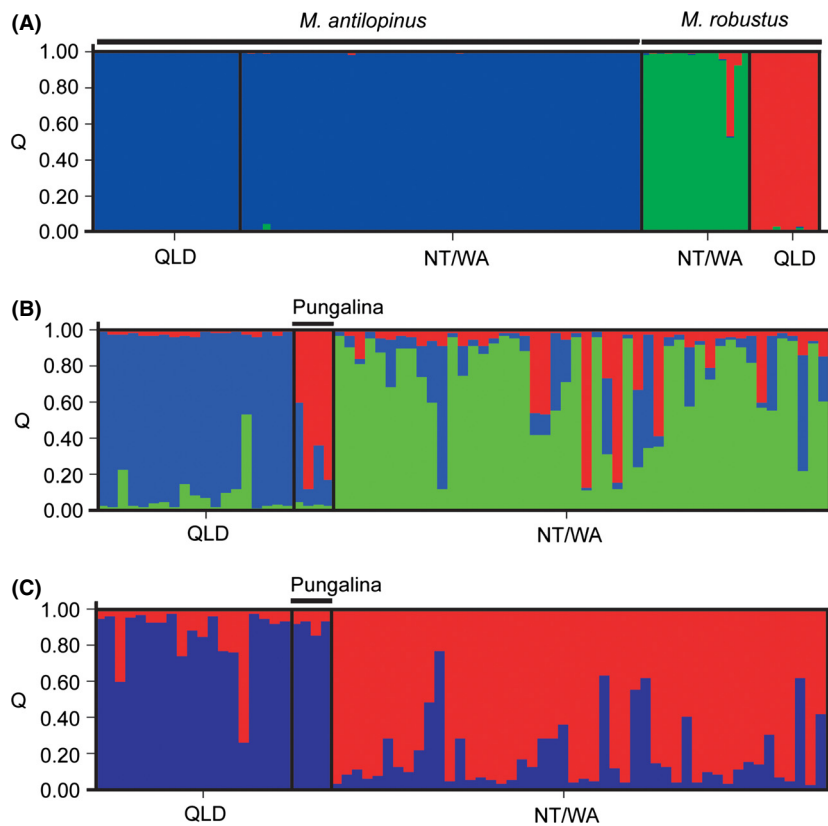 (A)
M. antilopinus M. robustus
1.00
0.80
0.60
0.40
0.20
0.00
Q
QLD NT/WA NT/WA QLD
(B)
Pungalina
1.00
0.80
0.60
0.40
0.20
0.00
Q
QLD NT/WA
(C)
Pungalina
1.00
0.80
0.60
0.40
0.20
0.00
Q
QLD NT/WA